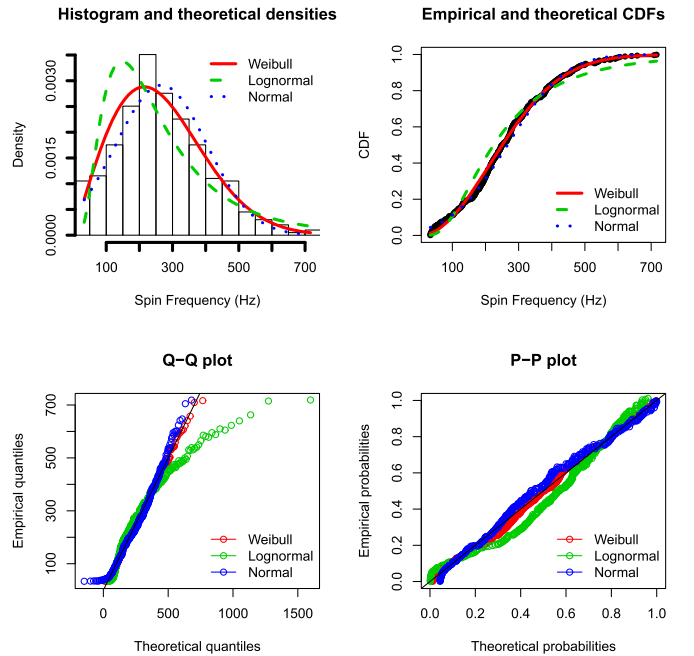 Histogram and theoretical densities
Density
0.0000 0.0015 0.0030
Weibull
Lognormal
Normal
100 300 500 700
Spin Frequency (Hz)
Empirical and theoretical CDFs
CDF
0.0 0.2 0.4 0.6 0.8 1.0
Weibull
Lognormal
Normal
100 300 500 700
Spin Frequency (Hz)
Q−Q plot
Empirical quantiles
100 300 500 700
Weibull
Lognormal
Normal
0 500 1000 1500
Theoretical quantiles
P−P plot
Empirical probabilities
0.0 0.2 0.4 0.6 0.8 1.0
Weibull
Lognormal
Normal
0.0 0.2 0.4 0.6 0.8 1.0
Theoretical probabilities